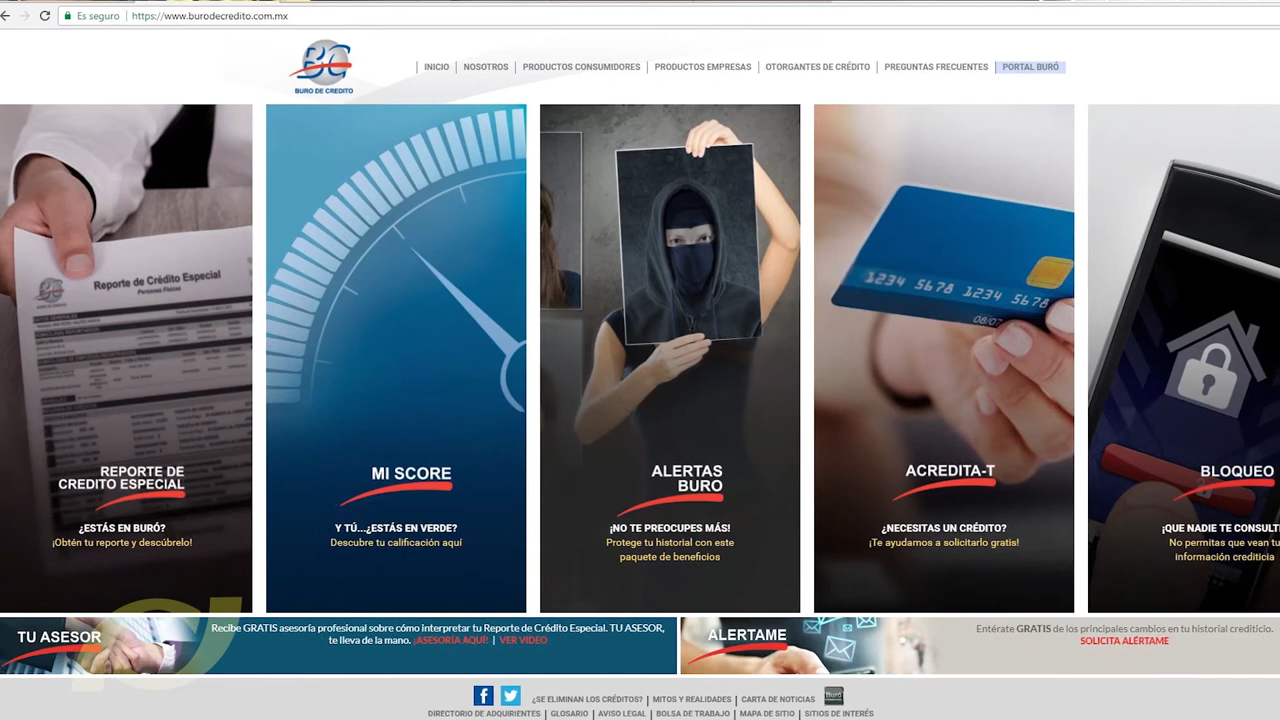 Es seguro
https://www.burodecredito.com.mx
BC
BURO DE CREDITO
INICIO
NOSOTROS
PRODUCTOS CONSUMIDORES
PRODUCTOS EMPRESAS
OTORGANTES DE CRÉDITO
PREGUNTAS FRECUENTES
PORTAL BURÓ
Reporte de Crédito Especial
Personas Físicas
REPORTE DE
CREDITO ESPECIAL
¿ESTÁS EN BURÓ?
¡Obtén tu reporte y descúbrelo!
MI SCORE
Y TÚ...¿ESTÁS EN VERDE?
Descubre tu calificación aquí
ALERTAS
BURO
¡NO TE PREOCUPES MÁS!
Protege tu historial con este
paquete de beneficios
1234 5678 1234 5678
08/07
ACREDITA-T
¿NECESITAS UN CRÉDITO?
¡Te ayudamos a solicitarlo gratis!
BLOQUEO
¡QUE NADIE TE CONSULT
No permitas que vean tu
información crediticia
TU ASESOR
Recibe GRATIS asesoría profesional sobre cómo interpretar tu Reporte de Crédito Especial. TU ASESOR,
te lleva de la mano. ¡ASESORÍA AQUÍ! | VER VIDEO
ALERTAME
Entérate GRATIS de los principales cambios en tu historial crediticio.
SOLICITA ALÉRTAME
¿SE ELIMINAN LOS CRÉDITOS? | MITOS Y REALIDADES | CARTA DE NOTICIAS
Buró
DIRECTORIO DE ADQUIRIENTES | GLOSARIO | AVISO LEGAL | BOLSA DE TRABAJO | MAPA DE SITIO | SITIOS DE INTERÉS